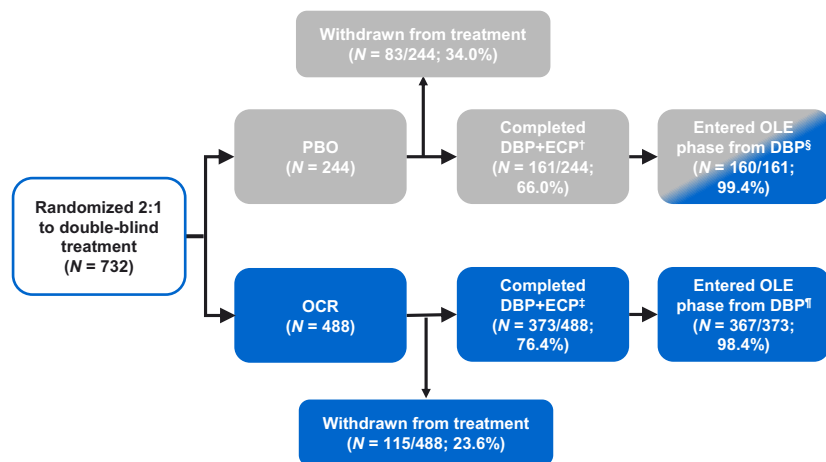 Withdrawn from treatment
(N = 83/244; 34.0%)
PBO
(N = 244)
Completed
DBP+ECP†
(N = 161/244;
66.0%)
Entered OLE
phase from DBP§
(N = 160/161;
99.4%)
Randomized 2:1
to double-blind
treatment
(N = 732)
OCR
(N = 488)
Completed
DBP+ECP‡
(N = 373/488;
76.4%)
Entered OLE
phase from DBP¶
(N = 367/373;
98.4%)
Withdrawn from treatment
(N = 115/488; 23.6%)